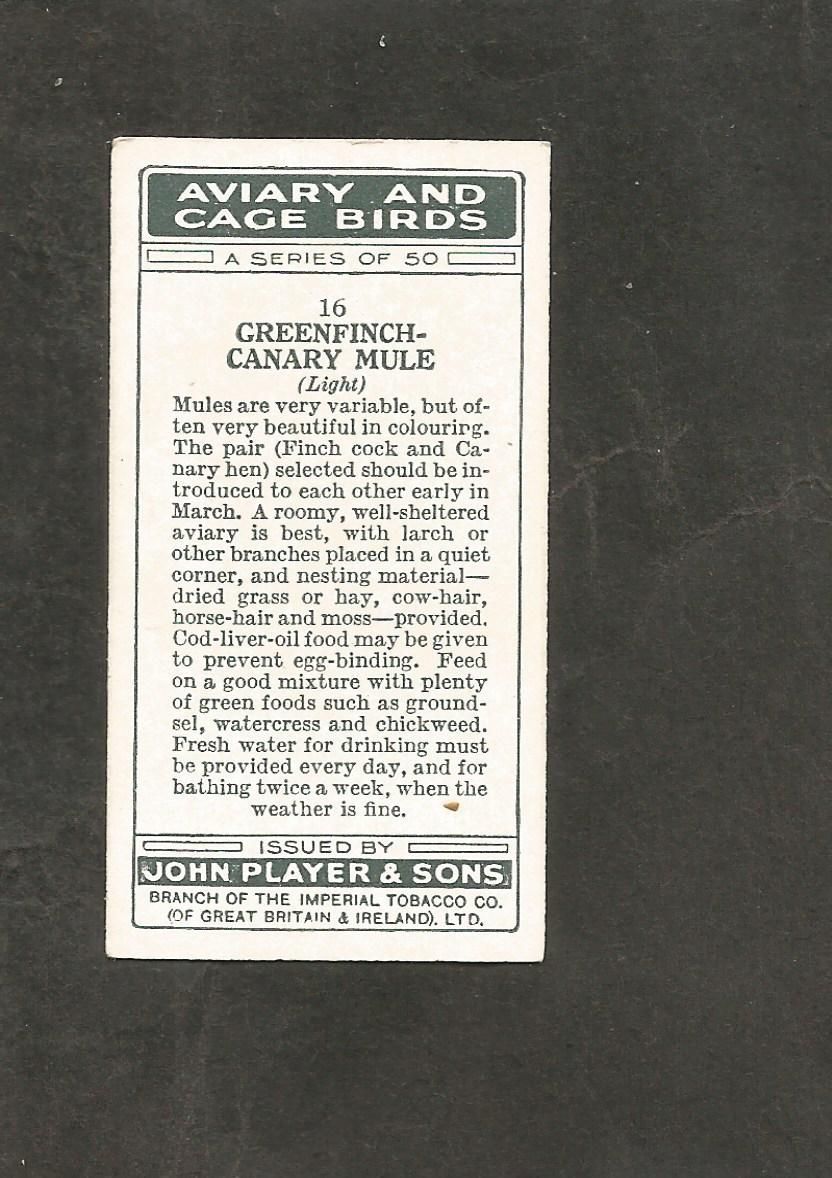 AVIARY AND
CAGE BIRDS
A SERIES OF 50
16
GREENFINCH-
CANARY MULE
(Light)
Mules are very variable, but of-
ten very beautiful in colouring.
The pair (Finch cock and Ca-
nary hen) selected should be in-
troduced to each other early in
March. A roomy, well-sheltered
aviary is best, with larch or
other branches placed in a quiet
corner, and nesting material—
dried grass or hay, cow-hair,
horse-hair and moss—provided.
Cod-liver-oil food may be given
to prevent egg-binding. Feed
on a good mixture with plenty
of green foods such as ground-
sel, watercress and chickweed.
Fresh water for drinking must
be provided every day, and for
bathing twice a week, when the
weather is fine.
ISSUED BY
JOHN PLAYER & SONS
BRANCH OF THE IMPERIAL TOBACCO CO.
(OF GREAT BRITAIN & IRELAND). LTD.